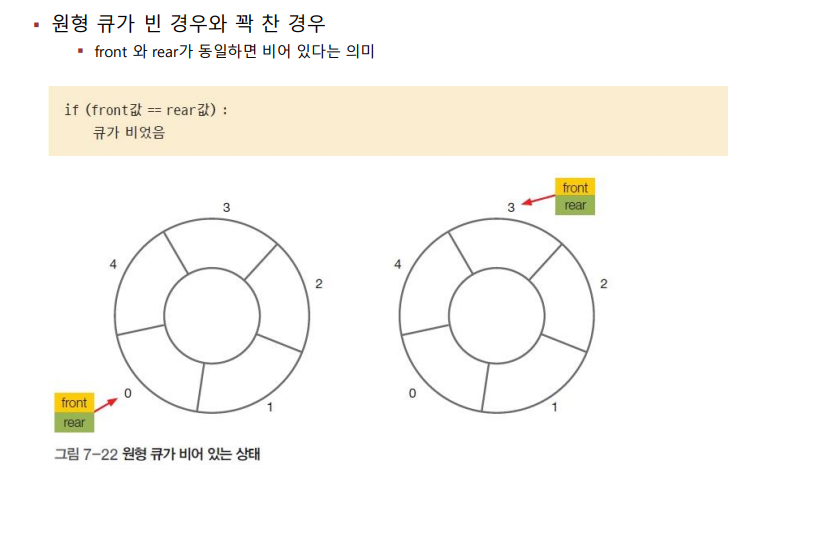 원형 큐가 빈 경우와 꽉 찬 경우
front 와 rear가 동일하면 비어 있다는 의미
if (front값 == rear값) :
큐가 비었음
3
4
2
0
1
front
rear
3
4
2
0
1
front
rear
그림 7-22 원형 큐가 비어 있는 상태